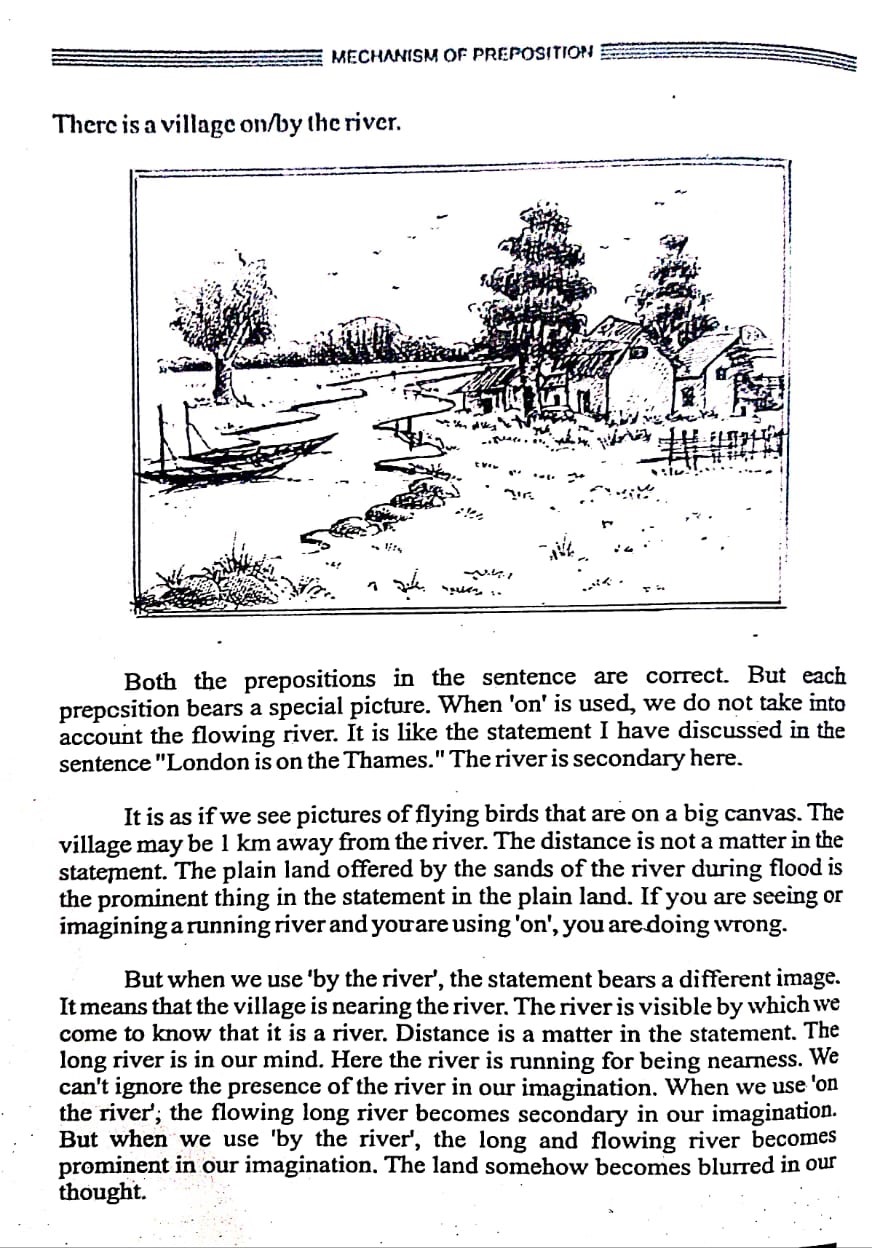 MECHANISM OF PREPOSITION
There is a village on/by the river.
Both the prepositions in the sentence are correct. But each
prepcsition bears a special picture. When 'on' is used, we do not take into
account the flowing river. It is like the statement I have discussed in the
sentence "London is on the Thames." The river is secondary here.
It is as if we see pictures of flying birds that are on a big canvas. The
village may be 1 km away from the river. The distance is not a matter in the
statement. The plain land offered by the sands of the river during flood is
the prominent thing in the statement in the plain land. If you are seeing or
imagining a running river and you are using 'on', you are doing wrong.
But when we use 'by the river', the statement bears a different image.
It means that the village is nearing the river. The river is visible by which we
come to know that it is a river. Distance is a matter in the statement. The
long river is in our mind. Here the river is running for being nearness. We
can't ignore the presence of the river in our imagination. When we use 'on
the river'; the flowing long river becomes secondary in our imagination.
But when we use 'by the river', the long and flowing river becomes
prominent in our imagination. The land somehow becomes blurred in our
thought.